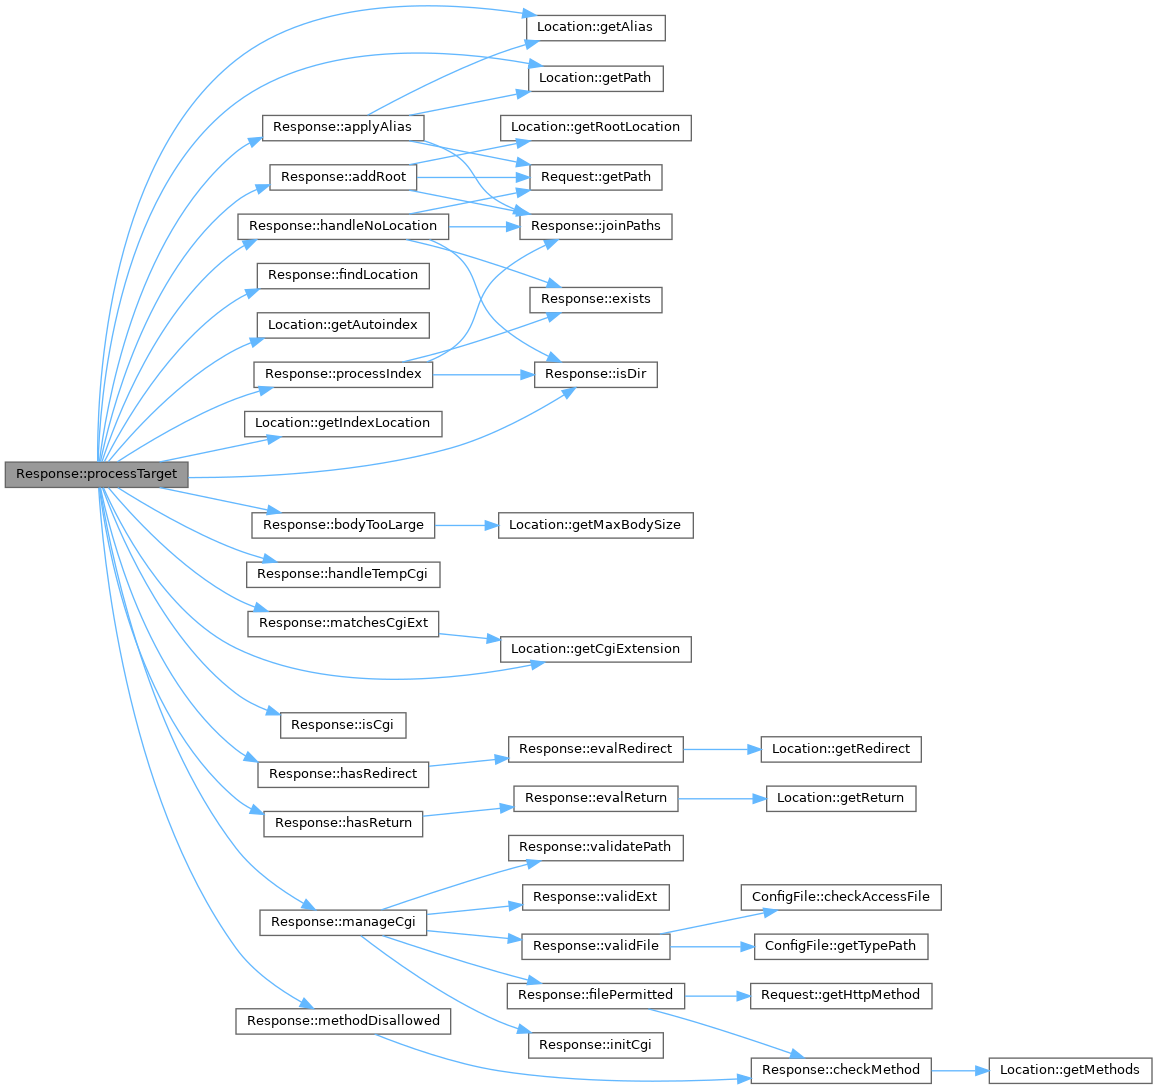 Location::getAlias
Location::getPath
Response::applyAlias
Location::getRootLocation
Response::addRoot
Request::getPath
Response::handleNoLocation
Response::joinPaths
Response::findLocation
Response::exists
Location::getAutoindex
Response::processIndex
Response::isDir
Location::getIndexLocation
Response::processTarget
Response::bodyTooLarge
Location::getMaxBodySize
Response::handleTempCgi
Response::matchesCgiExt
Location::getCgiExtension
Response::isCgi
Response::hasRedirect
Response::evalRedirect
Location::getRedirect
Response::hasReturn
Response::evalReturn
Location::getReturn
Response::validatePath
Response::validExt
ConfigFile::checkAccessFile
Response::manageCgi
Response::validFile
ConfigFile::getTypePath
Response::filePermitted
Request::getHttpMethod
Response::methodDisallowed
Response::initCgi
Response::checkMethod
Location::getMethods